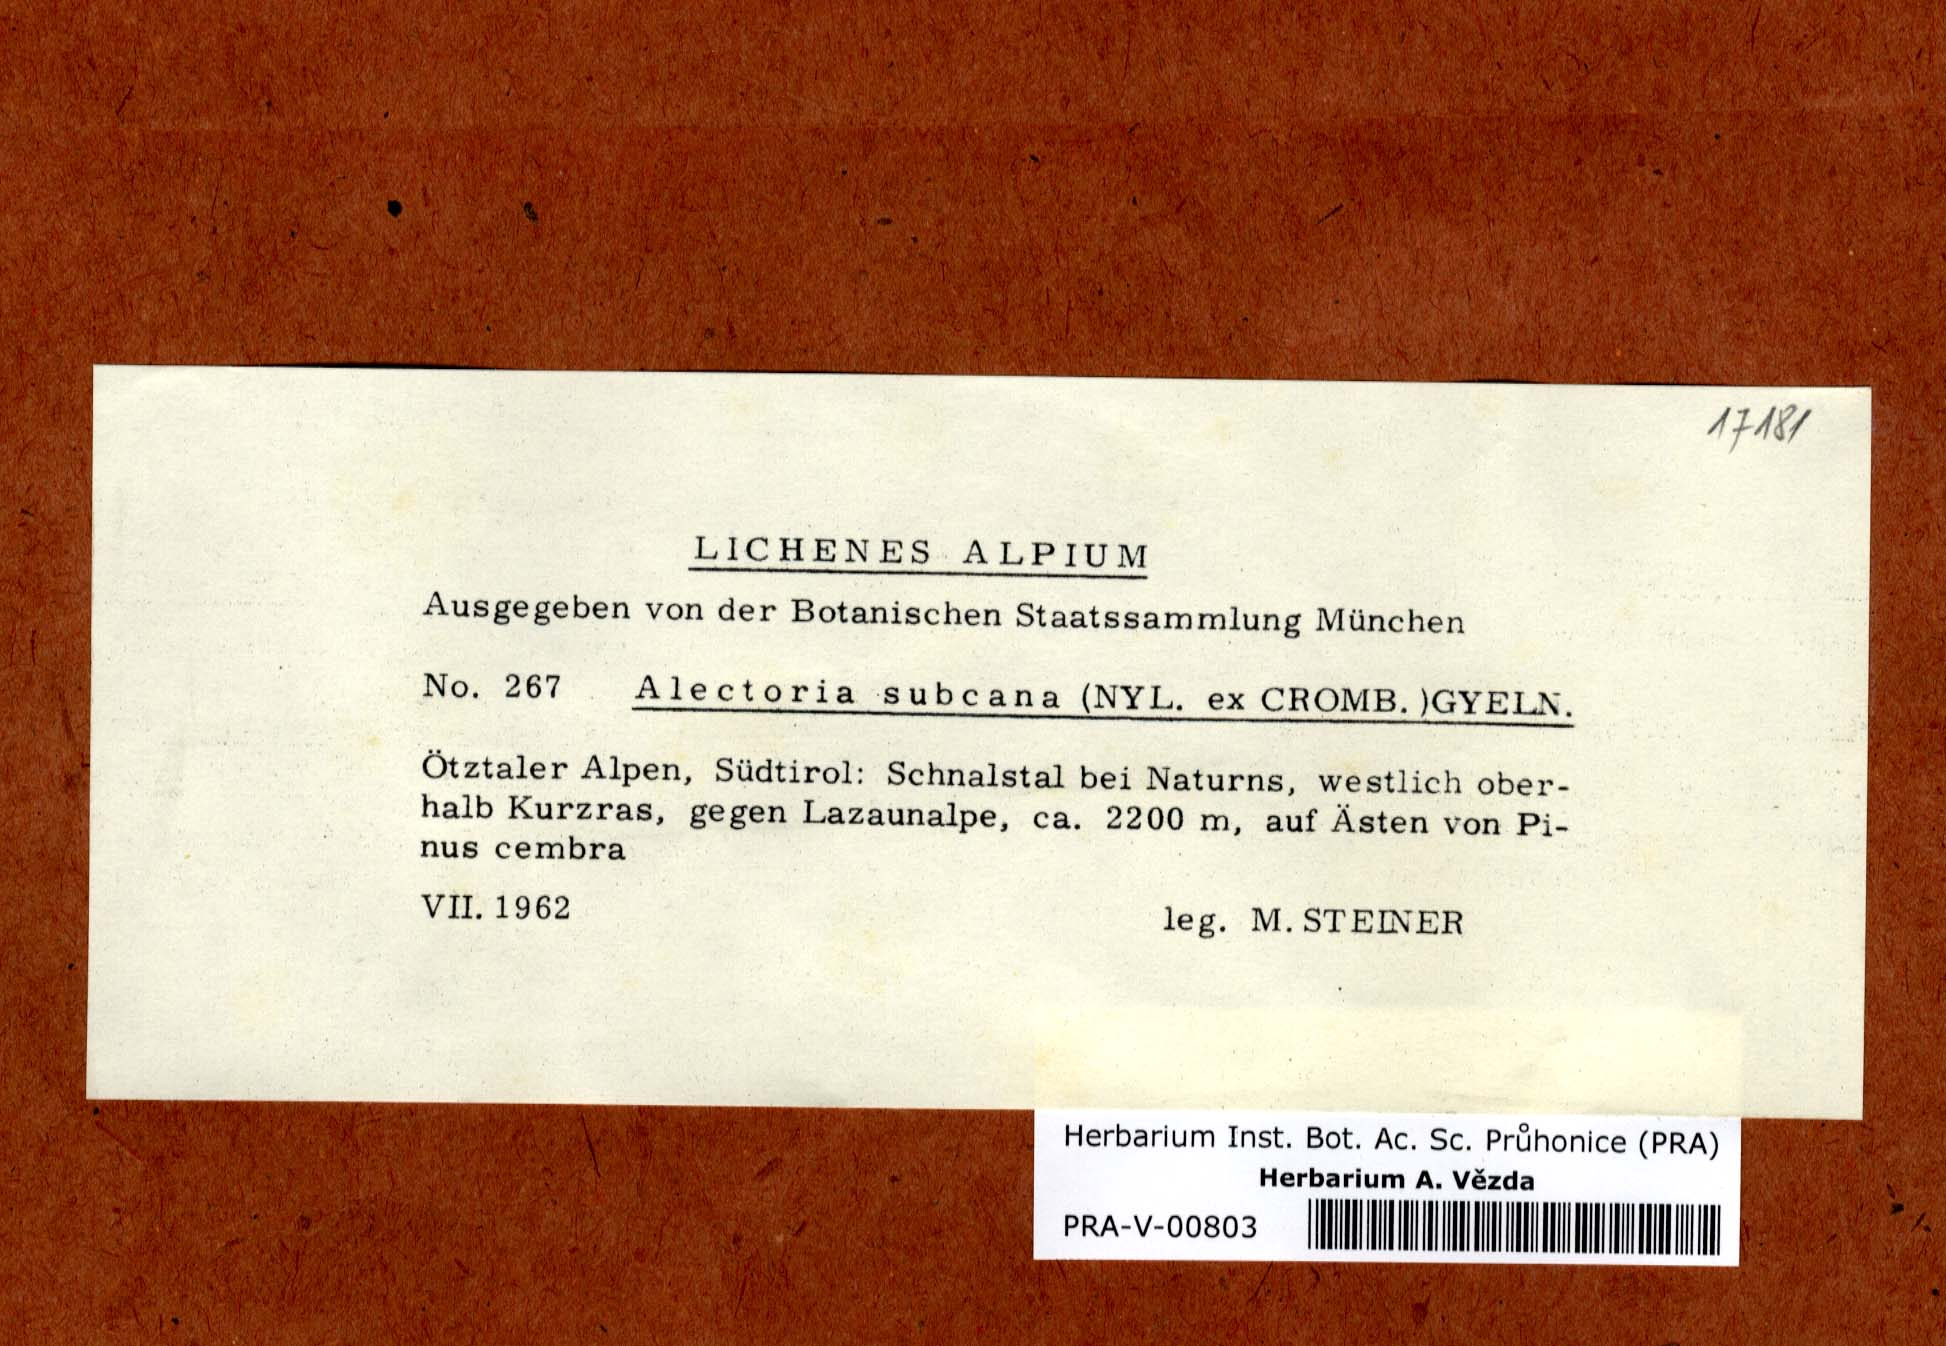 17181
LICHENES ALPIUM
Ausgegeben von der Botanischen Staatssammlung München
No. 267 Alectoria subcana (NYL. ex CROMB.)GYELN.
Ötztaler Alpen, Südtirol: Schnalstal bei Naturns, westlich ober-
halb Kurzras, gegen Lazaunalpe, ca. 2200 m, auf Ästen von Pi-
nus cembra
VII. 1962 leg. M. STEINER
Herbarium Inst. Bot. Ac. Sc. Průhonice (PRA)
Herbarium A. Vězda
PRA-V-00803